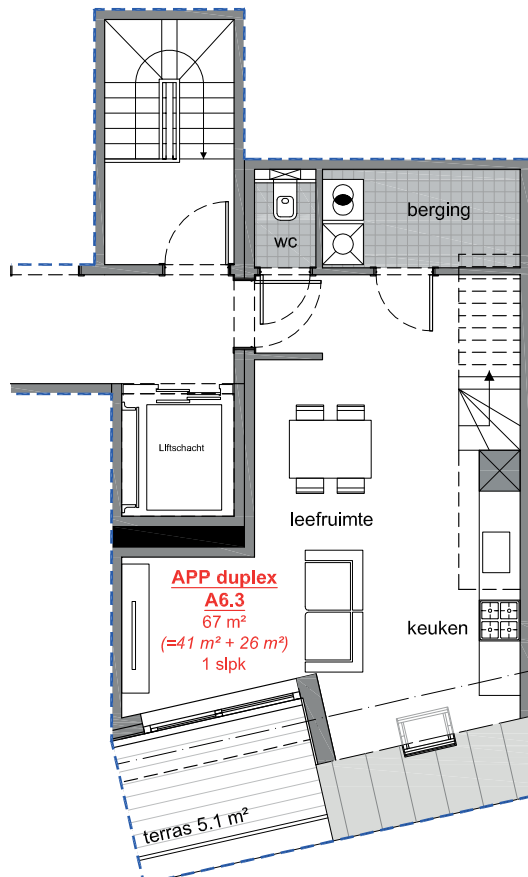 berging
wc
Liftschacht
leefruimte
APP duplex
A6.3
67 m²
(=41 m² + 26 m²)
1 slpk
keuken
terras 5.1 m²